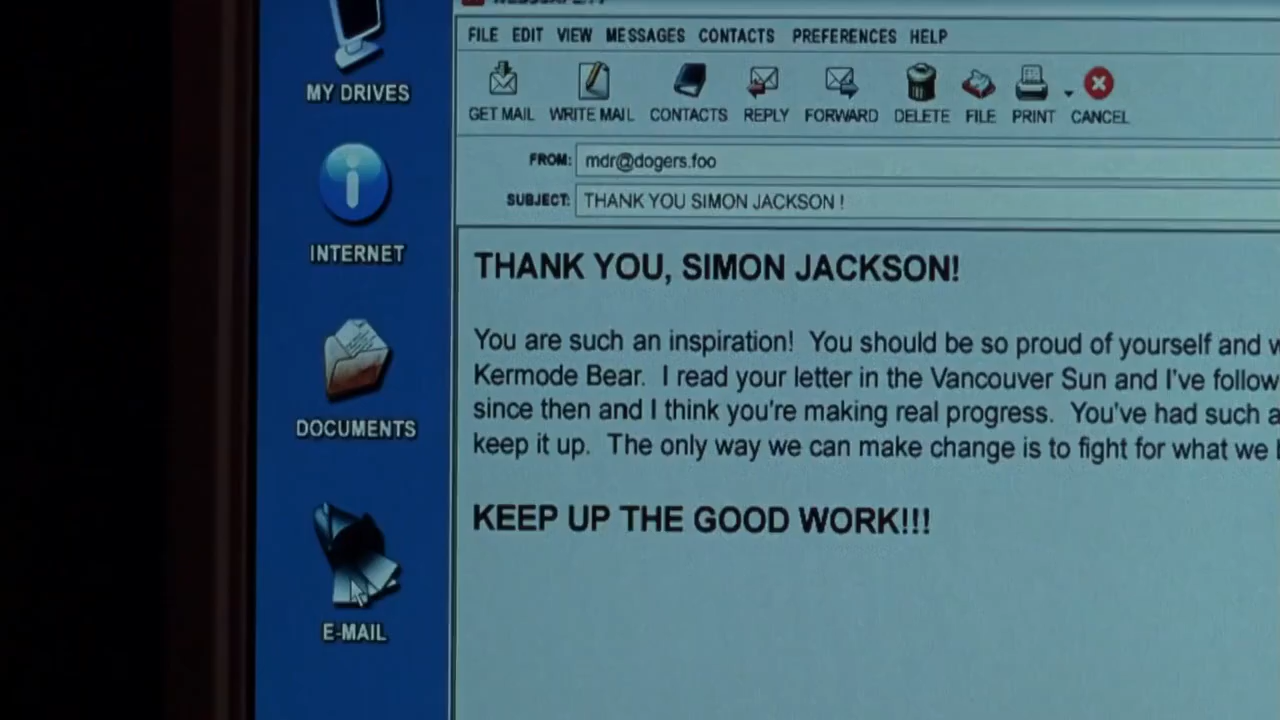 MY DRIVES
INTERNET
DOCUMENTS
E-MAIL
FILE EDIT VIEW MESSAGES CONTACTS PREFERENCES HELP
GET MAIL WRITE MAIL CONTACTS REPLY FORWARD DELETE FILE PRINT CANCEL
FROM: mdr@dogers.foo
SUBJECT: THANK YOU SIMON JACKSON !
THANK YOU, SIMON JACKSON!
You are such an inspiration! You should be so proud of yourself and
Kermode Bear. I read your letter in the Vancouver Sun and I've follow
since then and I think you're making real progress. You've had such a
keep it up. The only way we can make change is to fight for what we
KEEP UP THE GOOD WORK!!!